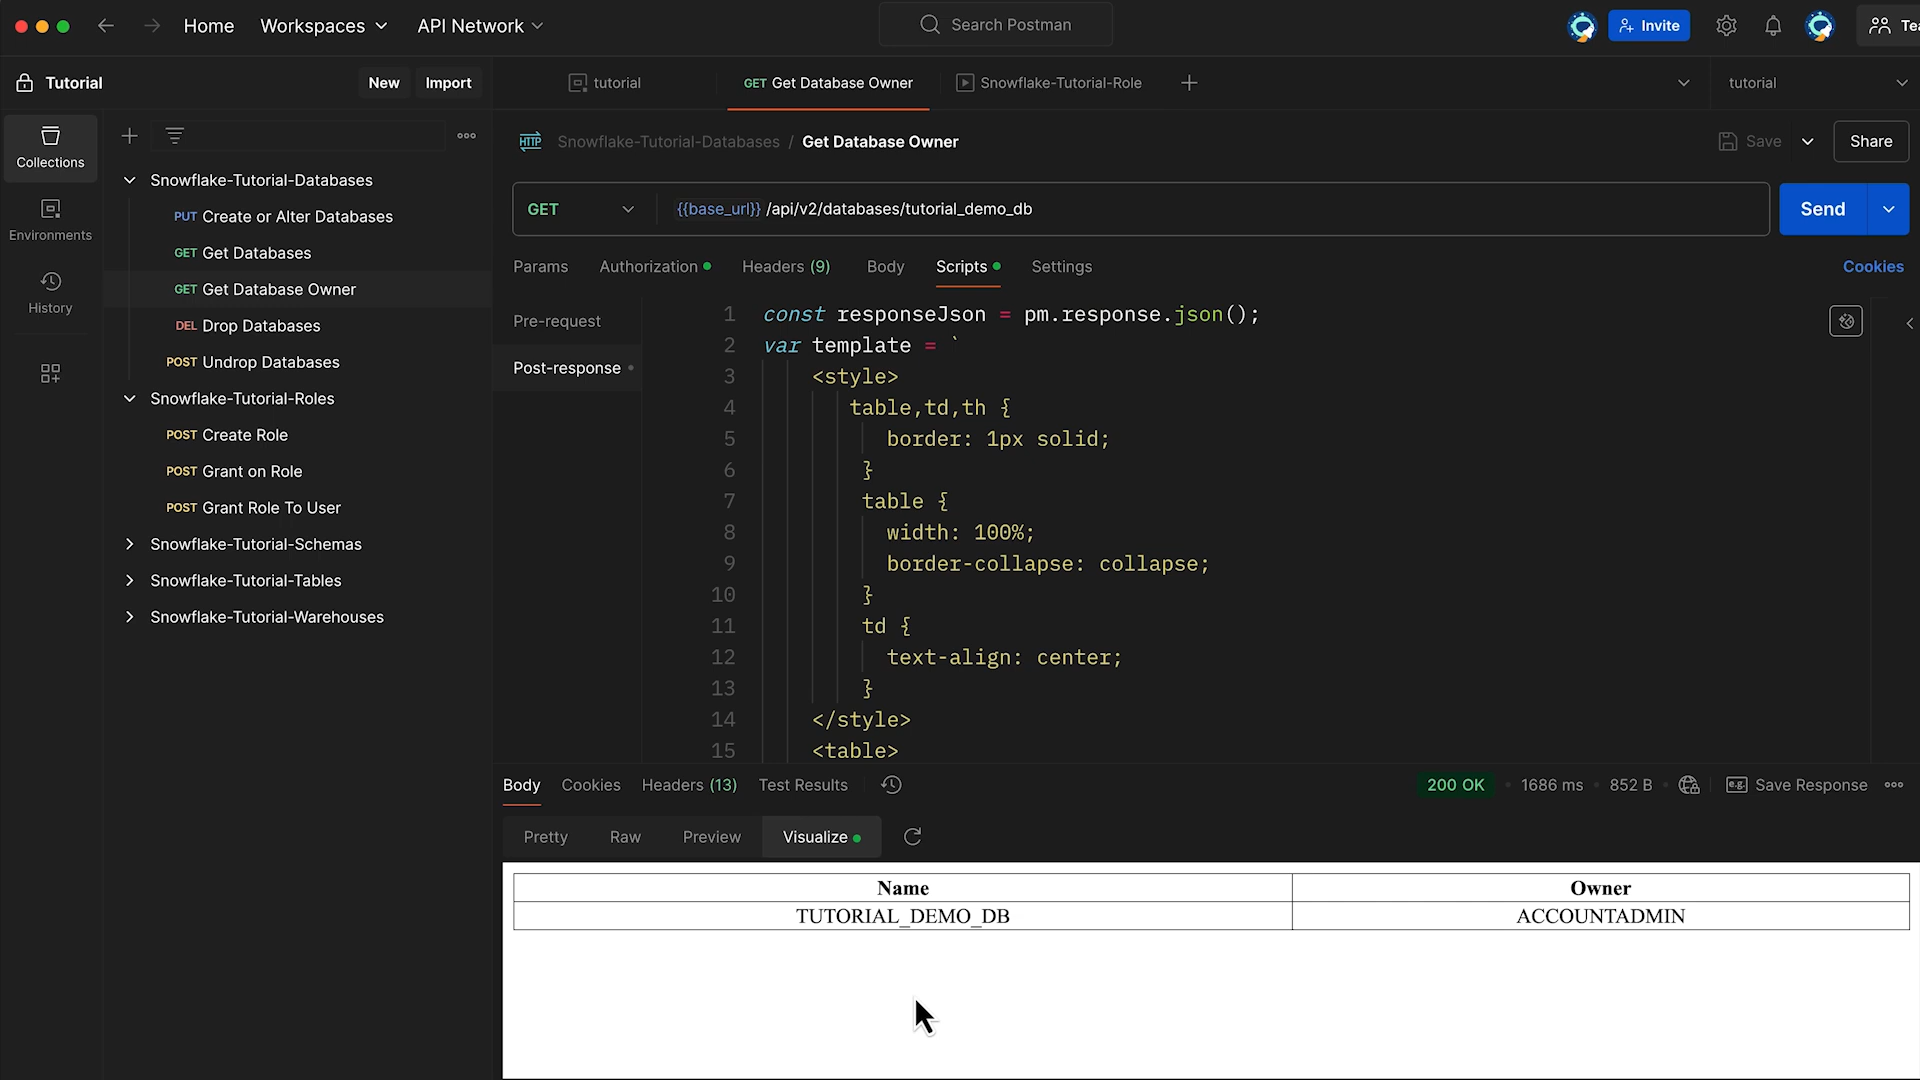 Home
Workspaces
API Network
Search Postman
Invite
Tutorial
New
Import
tutorial
GET Get Database Owner
Snowflake-Tutorial-Role
tutorial
HTTP Snowflake-Tutorial-Databases / Get Database Owner
Save
Share
Collections
Environments
History
Snowflake-Tutorial-Databases
PUT Create or Alter Databases
GET Get Databases
GET Get Database Owner
DEL Drop Databases
POST Undrop Databases
Snowflake-Tutorial-Roles
POST Create Role
POST Grant on Role
POST Grant Role To User
Snowflake-Tutorial-Schemas
Snowflake-Tutorial-Tables
Snowflake-Tutorial-Warehouses
GET
{{base_url}} /api/v2/databases/tutorial_demo_db
Send
Params
Authorization
Headers (9)
Body
Scripts
Settings
Cookies
Pre-request
Post-response
1 const responseJson = pm.response.json();
2 var template = `
3 <style>
4 table,td,th {
5 border: 1px solid;
6 }
7 table {
8 width: 100%;
9 border-collapse: collapse;
10 }
11 td {
12 text-align: center;
13 }
14 </style>
15 <table>
Body
Cookies
Headers (13)
Test Results
200 OK
1686 ms
852 B
e.g. Save Response
Pretty
Raw
Preview
Visualize
Name Owner
TUTORIAL_DEMO_DB ACCOUNTADMIN